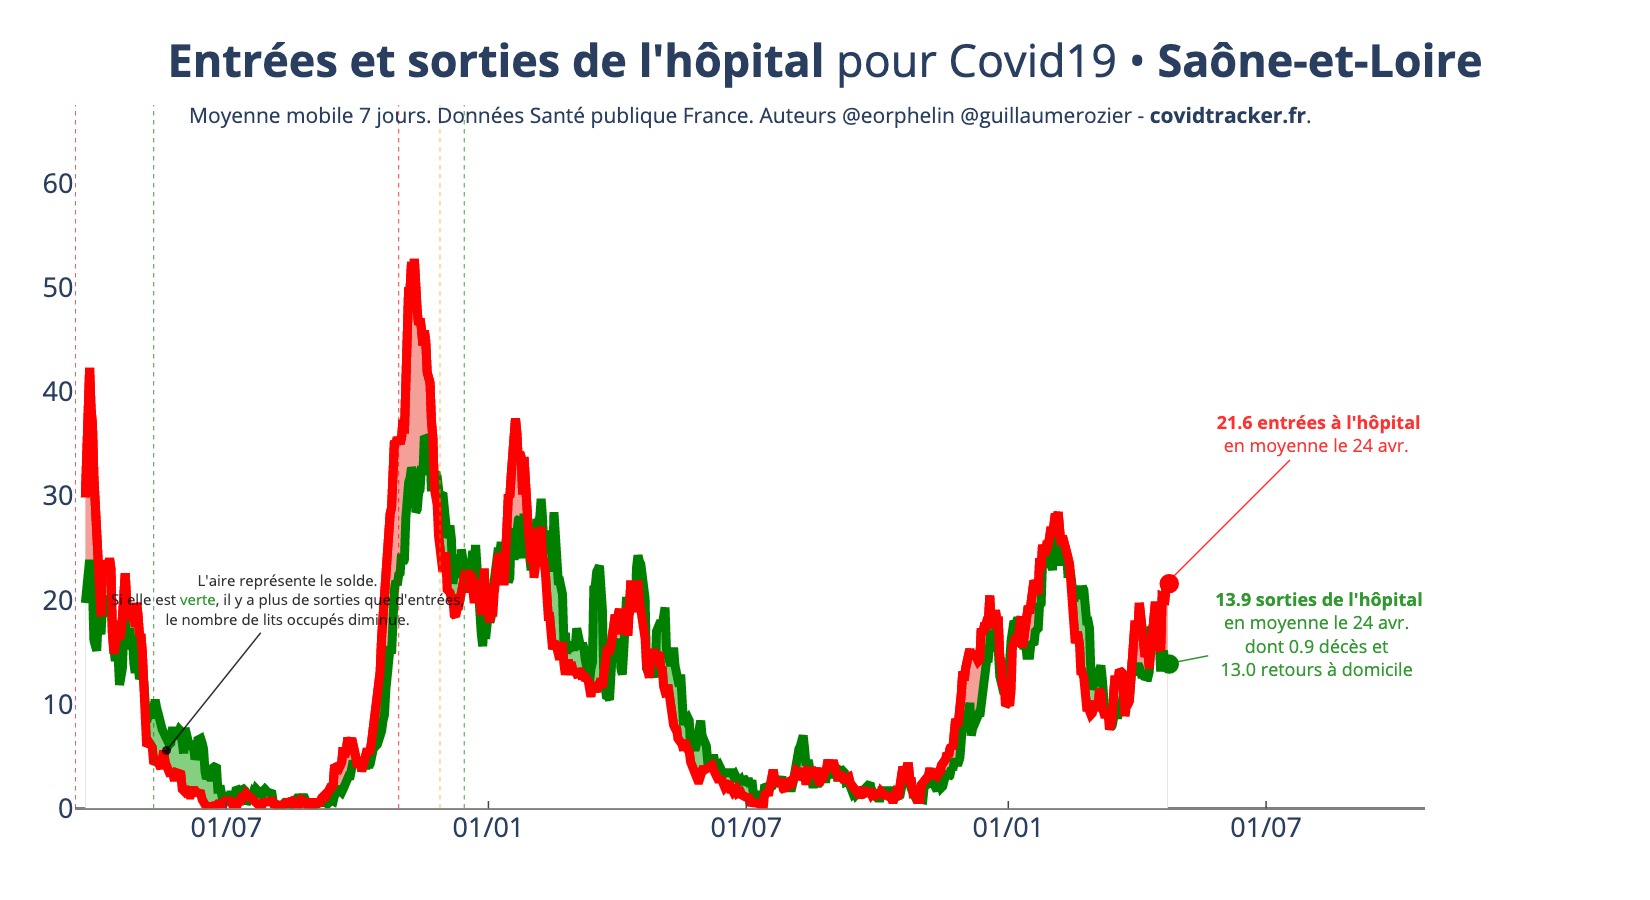 Entrées et sorties de l'hôpital pour Covid19 • Saône-et-Loire
Moyenne mobile 7 jours. Données Santé publique France. Auteurs @eorphelin @guillaumerozier - covidtracker.fr.
60
50
40
30
20
10
0
21.6 entrées à l'hôpital
en moyenne le 24 avr.
L'aire représente le solde.
Si elle est verte, il y a plus de sorties que d'entrées,
le nombre de lits occupés diminue.
13.9 sorties de l'hôpital
en moyenne le 24 avr.
dont 0.9 décès et
13.0 retours à domicile
01/07
01/01
01/07
01/01
01/07